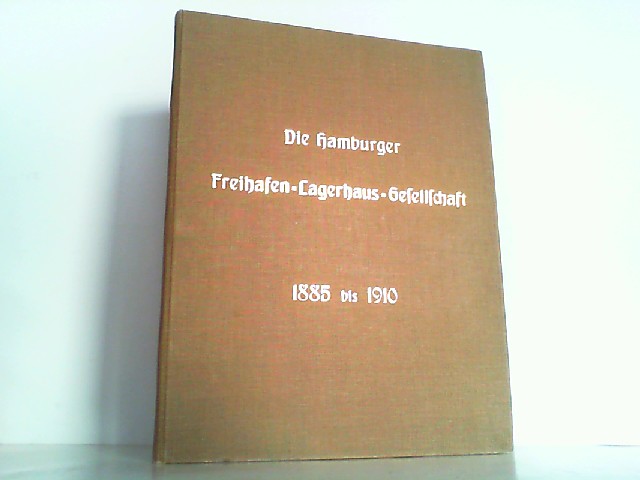 Die Hamburger
Freihafen-Lagerhaus-Geſellſchaft
1885 bis 1910